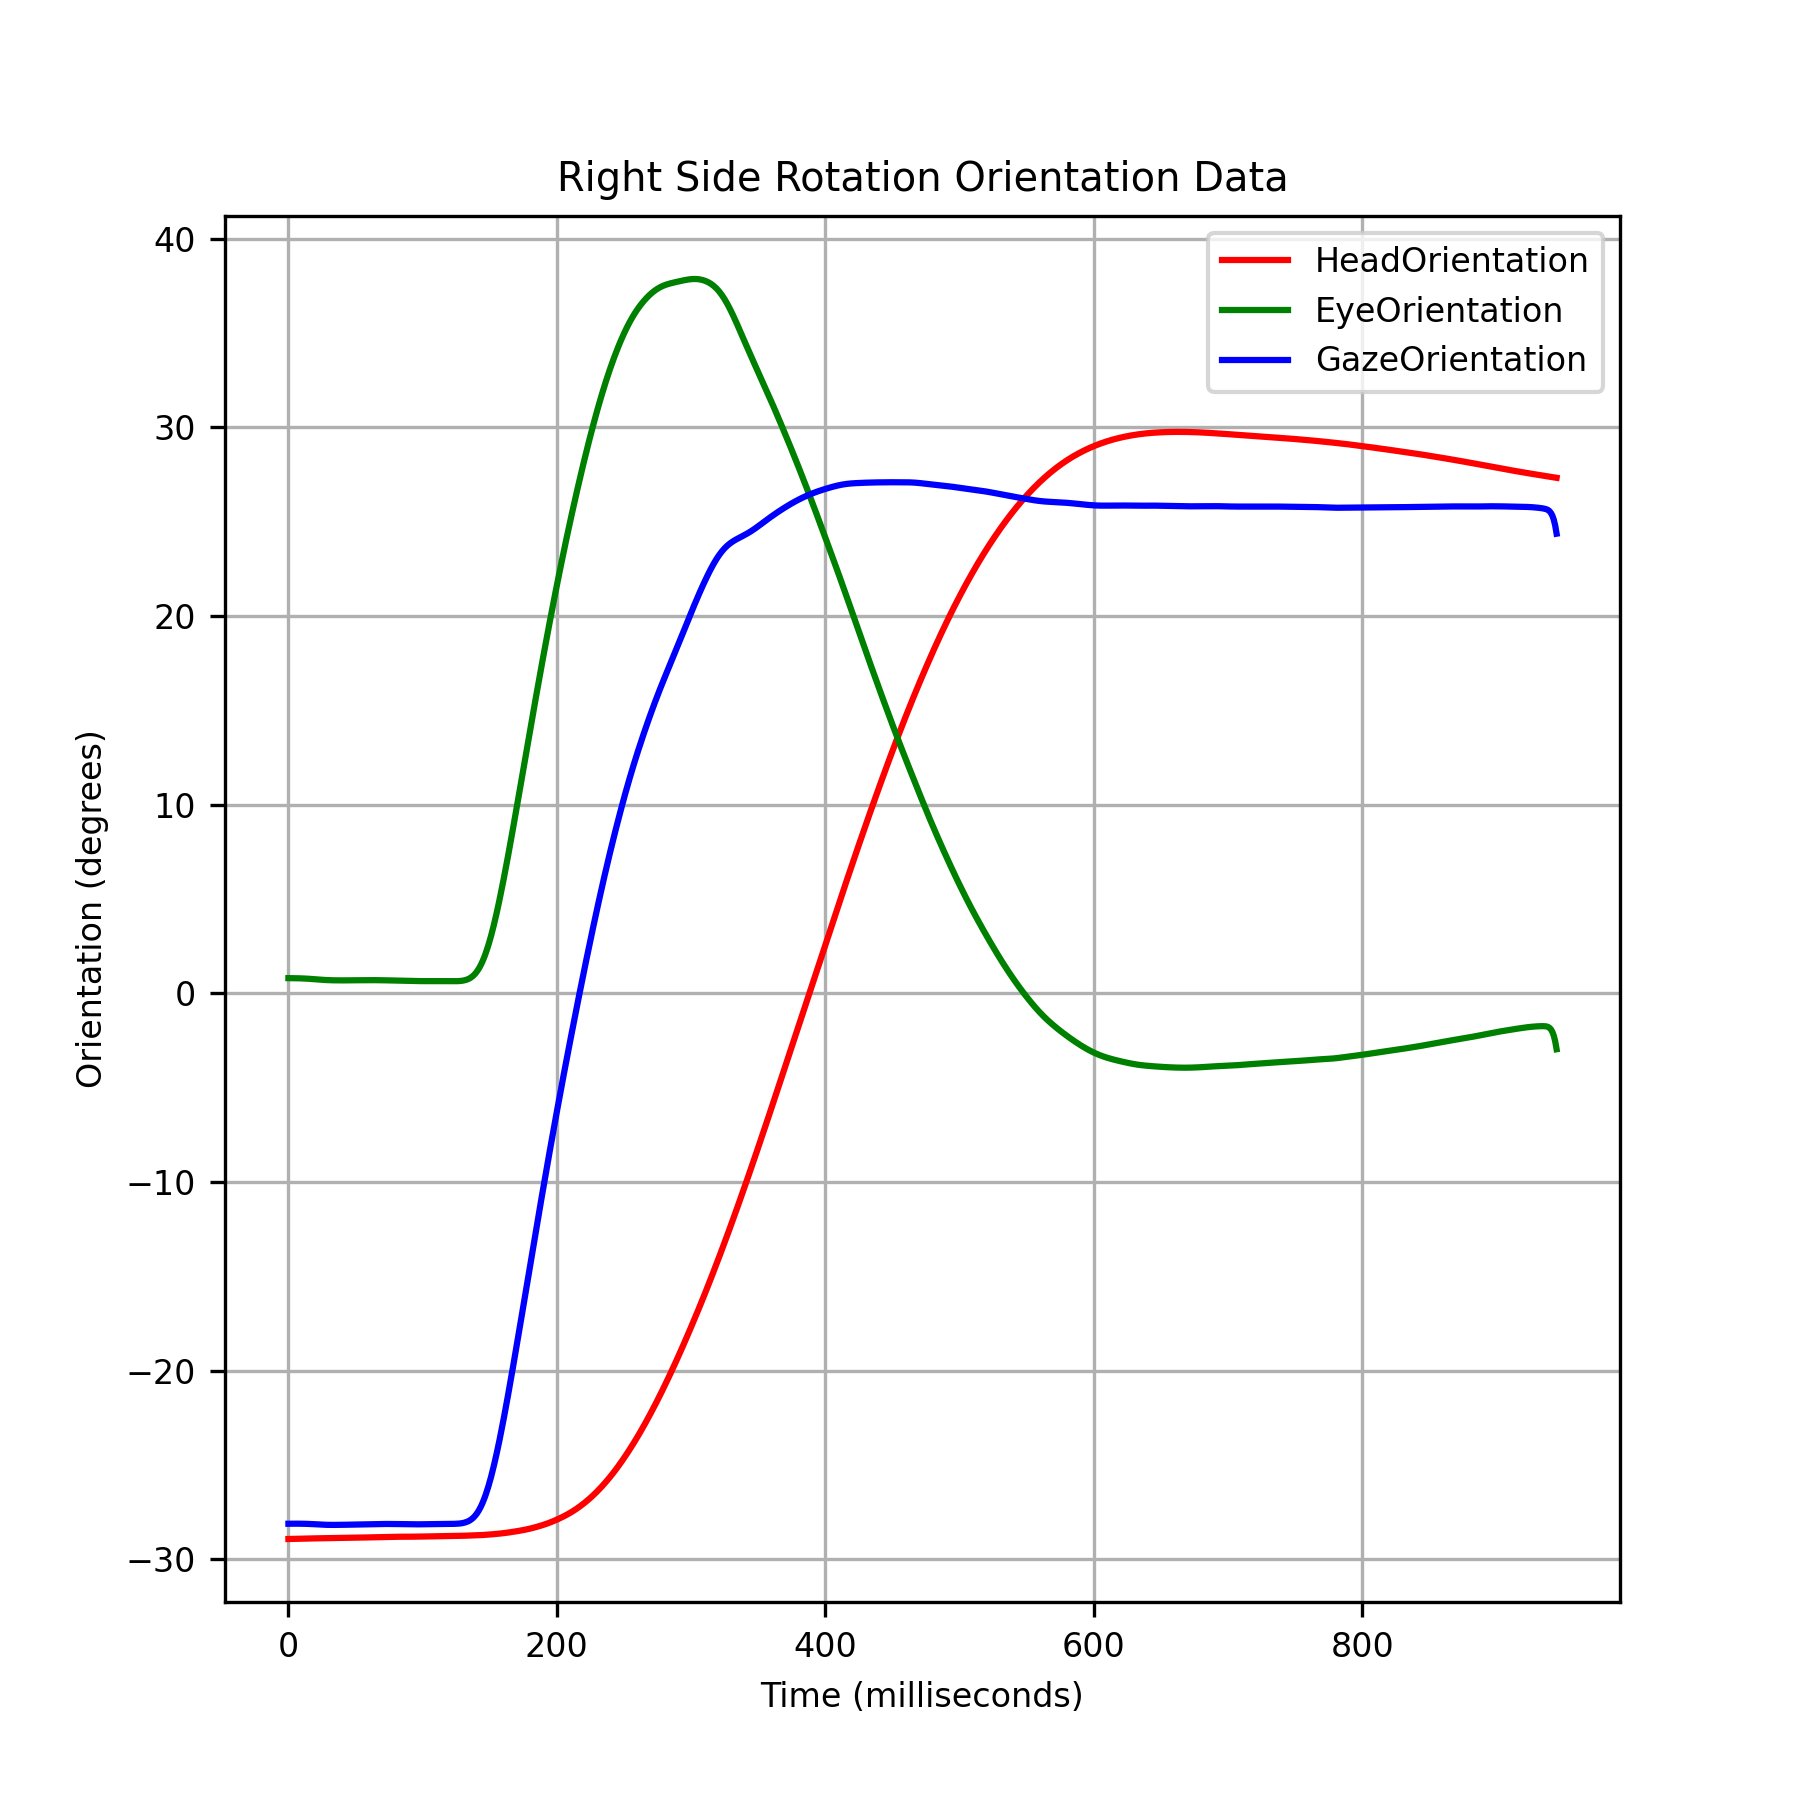 Right Side Rotation Orientation Data
HeadOrientation
EyeOrientation
GazeOrientation
40
30
20
10
0
−10
−20
−30
Orientation (degrees)
0 200 400 600 800
Time (milliseconds)